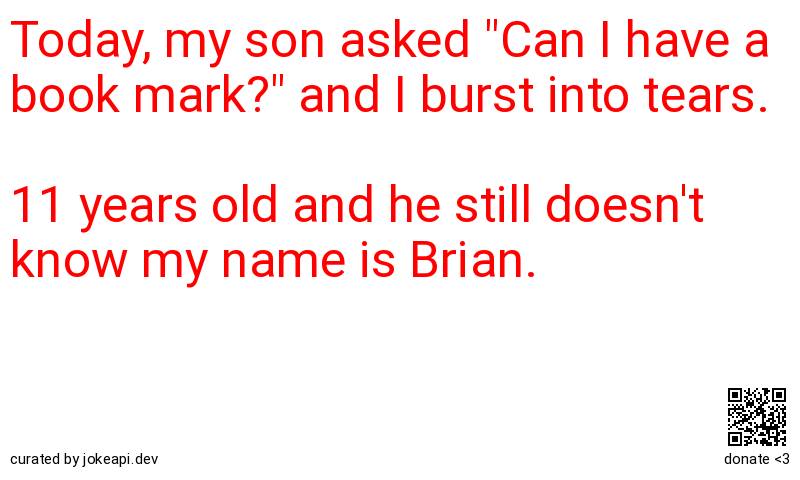 Today, my son asked "Can I have a
book mark?" and I burst into tears.
11 years old and he still doesn't
know my name is Brian.
curated by jokeapi.dev
donate <3